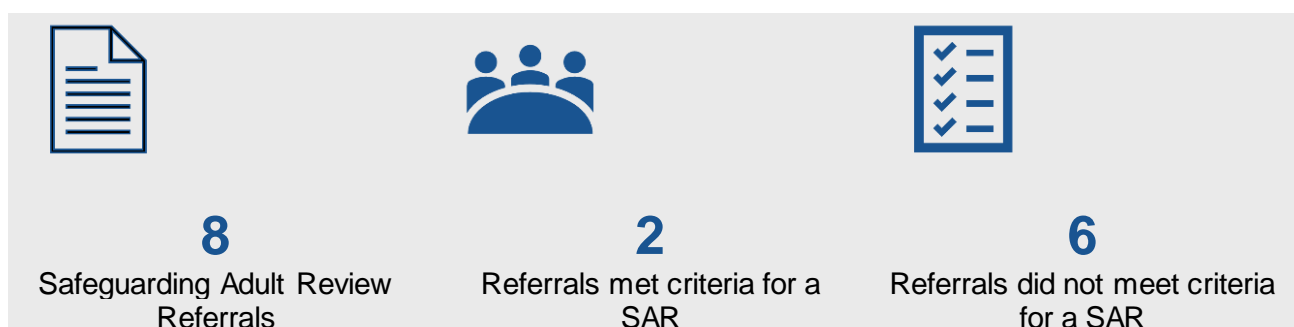 8
Safeguarding Adult Review
Referrals
2
Referrals met criteria for a
SAR
6
Referrals did not meet criteria
for a SAR